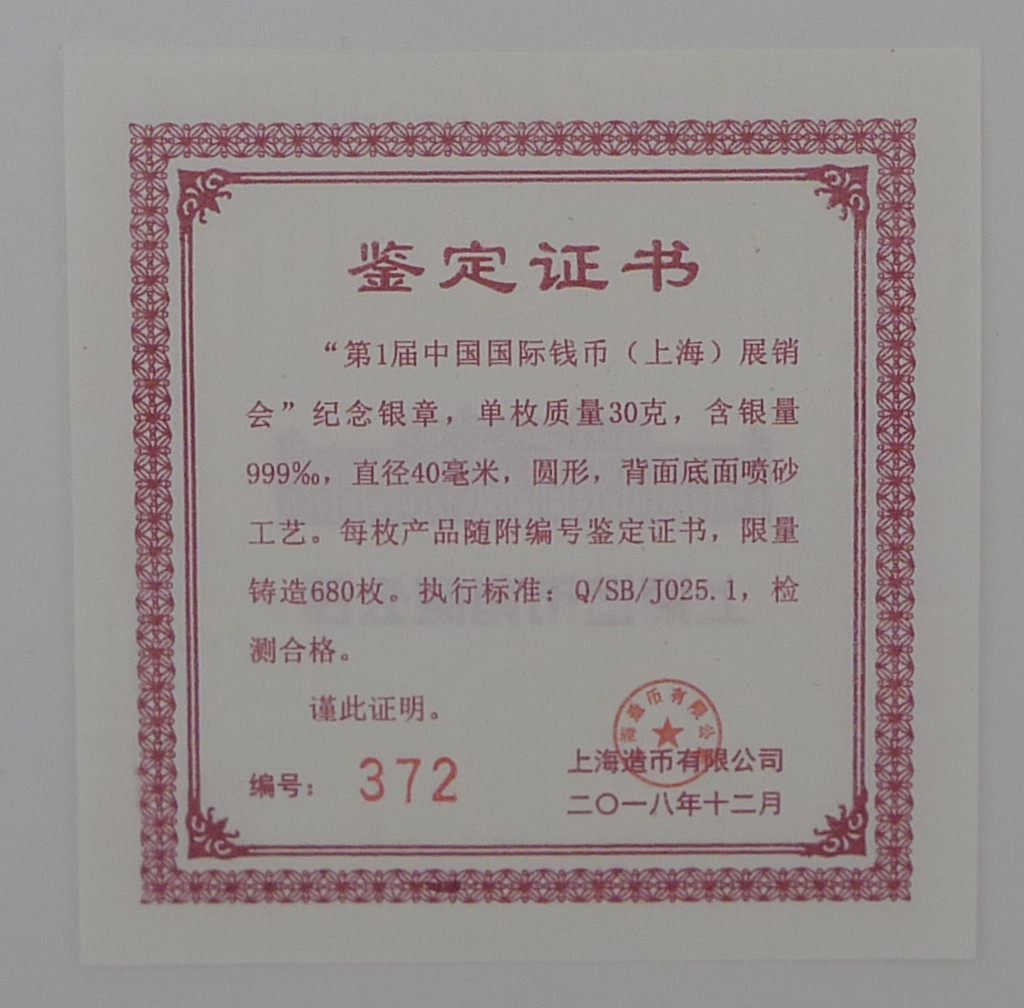 鉴定证书
“第1届中国国际钱币（上海）展销
会”纪念银章，单枚质量30克，含银量
999‰，直径40毫米，圆形，背面底面喷砂
工艺。每枚产品随附编号鉴定证书，限量
铸造680枚。执行标准：Q/SB/J025.1，检
测合格。
谨此证明。
造币有限公
编号：372
上海造币有限公司
二〇一八年十二月